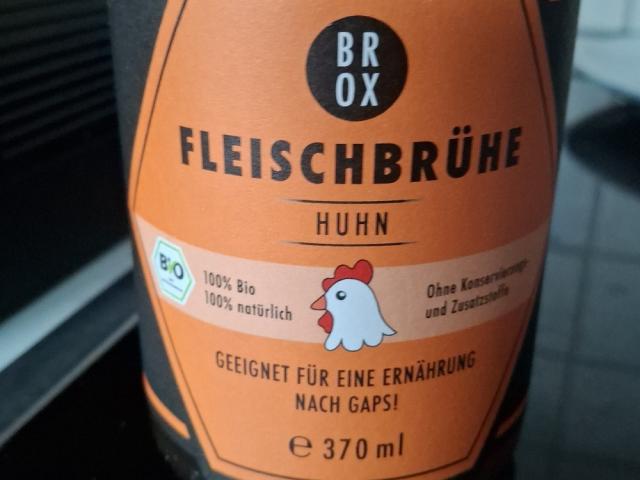 BR
OX
FLEISCHBRÜHE
HUHN
BIO
100% Bio
100% natürlich
Ohne Konservierungs-
und Zusatzstoffe
GEEIGNET FÜR EINE ERNÄHRUNG
NACH GAPS!
℮ 370 ml